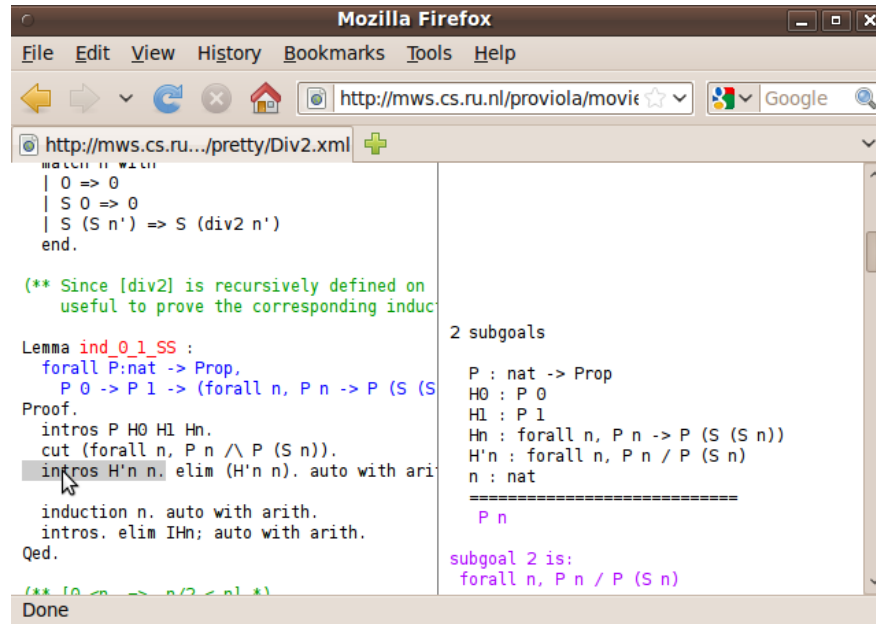 Mozilla Firefox
File Edit View History Bookmarks Tools Help
http://mws.cs.ru.nl/proviola/movie
Google
http://mws.cs.ru.../pretty/Div2.xml
match n with
| O => 0
| S O => 0
| S (S n') => S (div2 n')
end.
(** Since [div2] is recursively defined on
useful to prove the corresponding induc
Lemma ind_0_1_SS :
forall P:nat -> Prop,
P 0 -> P 1 -> (forall n, P n -> P (S (S
Proof.
intros P H0 H1 Hn.
cut (forall n, P n /\ P (S n)).
intros H'n n. elim (H'n n). auto with ari
induction n. auto with arith.
intros. elim IHn; auto with arith.
Qed.
(** [0 <n -> n/2 < n] *)
2 subgoals
P : nat -> Prop
H0 : P 0
H1 : P 1
Hn : forall n, P n -> P (S (S n))
H'n : forall n, P n / P (S n)
n : nat
============================
P n
subgoal 2 is:
forall n, P n / P (S n)
Done